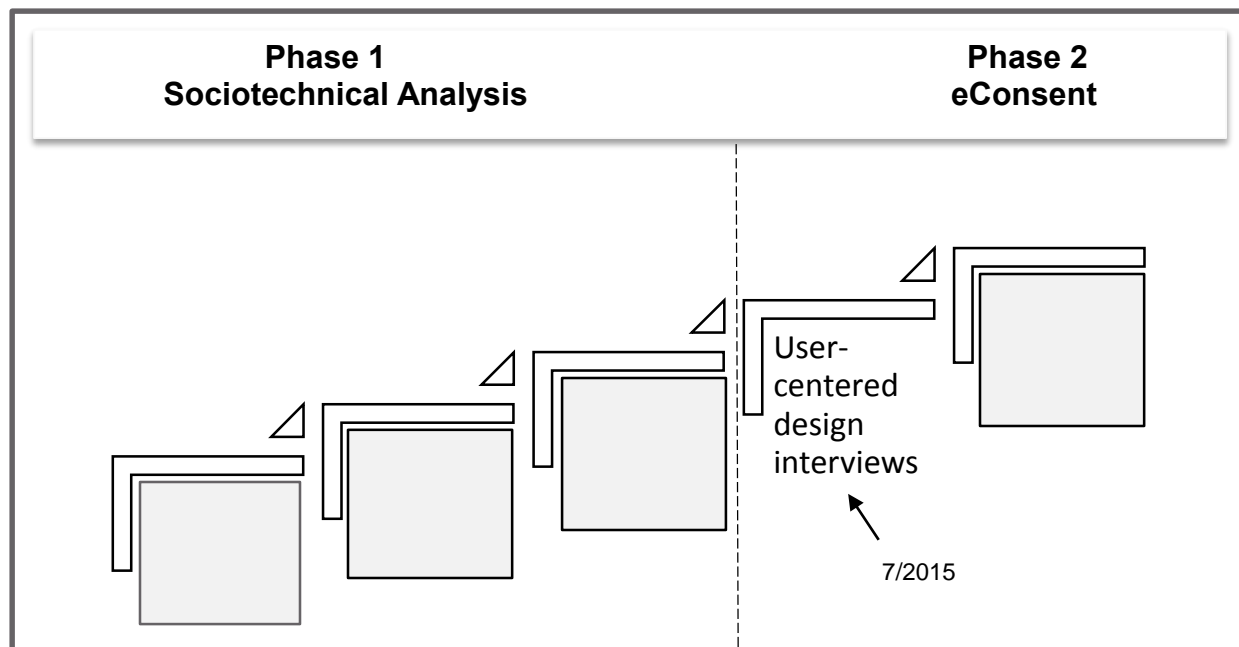 Phase 1
Sociotechnical Analysis
Phase 2
eConsent
User-
centered
design
interviews
7/2015